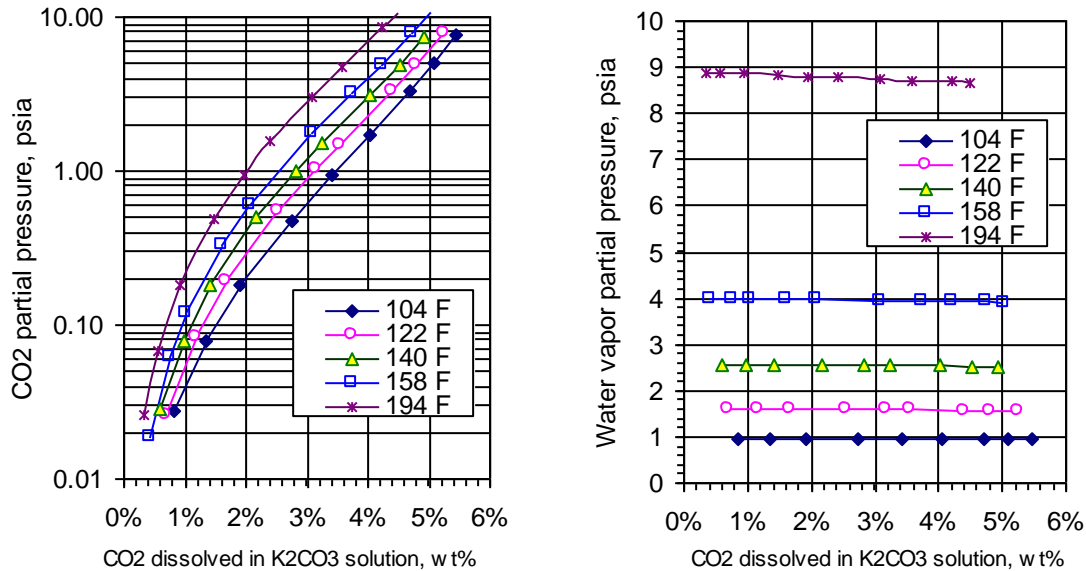 CO2 partial pressure, psia
10.00
1.00
0.10
0.01
104 F
122 F
140 F
158 F
194 F
0% 1% 2% 3% 4% 5% 6%
CO2 dissolved in K2CO3 solution, wt%
Water vapor partial pressure, psia
10
9
8
7
6
5
4
3
2
1
0
104 F
122 F
140 F
158 F
194 F
0% 1% 2% 3% 4% 5% 6%
CO2 dissolved in K2CO3 solution, wt%